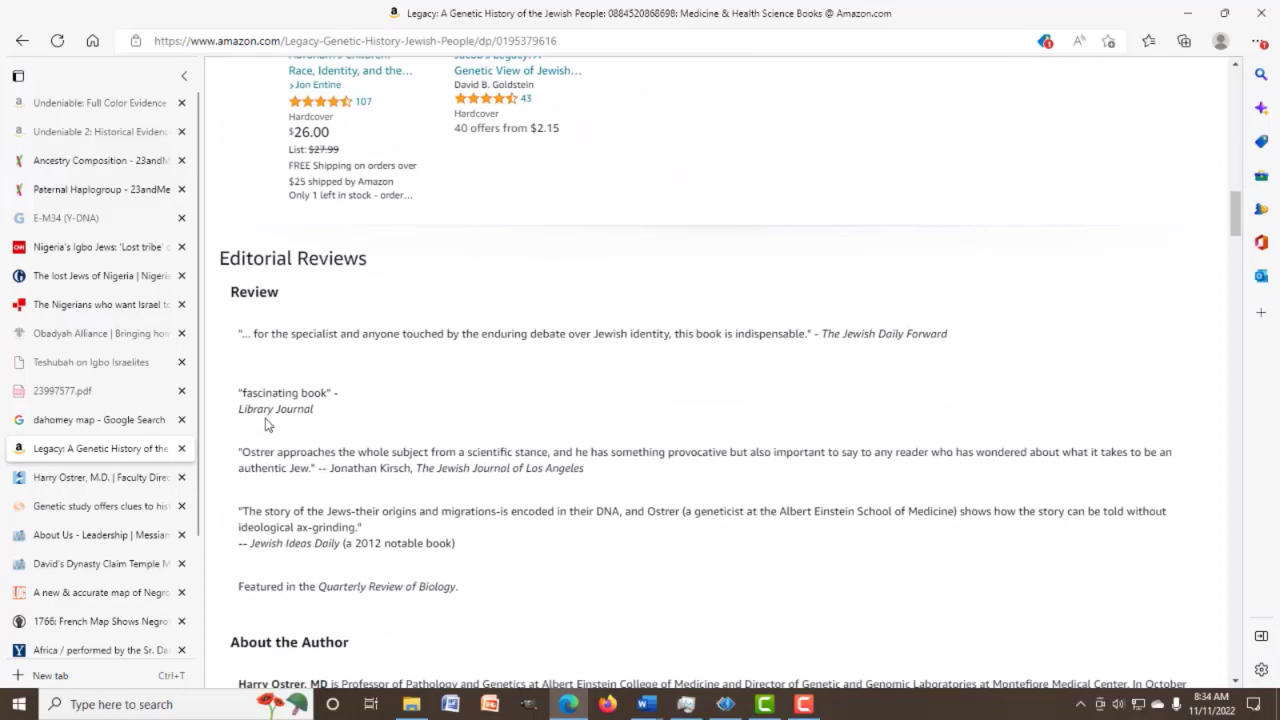 Legacy: A Genetic History of the Jewish People: 0884520868698: Medicine & Health Science Books @ Amazon.com
https://www.amazon.com/Legacy-Genetic-History-Jewish-People/dp/0195379616
Undeniable: Full Color Evidence
Undeniable 2: Historical Evidenc
Ancestry Composition - 23andM
Paternal Haplogroup - 23andMe
E-M34 (Y-DNA)
Nigeria's Igbo Jews: 'Lost tribe' o
The lost Jews of Nigeria | Nigeria
The Nigerians who want Israel to
Obadyah Alliance | Bringing hop
Teshubah on Igbo Israelites
23997577.pdf
dahomey map - Google Search
Legacy: A Genetic History of the
Harry Ostrer, M.D. | Faculty Direc
Genetic study offers clues to hist
About Us - Leadership | Messian
David's Dynasty Claim Temple M
A new & accurate map of Negro
1766: French Map Shows Negro
Africa / performed by the Sr. Da
New tab Ctrl+T
Abraham's Children:
Race, Identity, and the...
›Jon Entine
107
Hardcover
$26.00
List: $27.99
FREE Shipping on orders over
$25 shipped by Amazon
Only 1 left in stock - order...
Jacob's Legacy: A
Genetic View of Jewish...
David B. Goldstein
43
Hardcover
40 offers from $2.15
Editorial Reviews
Review
"... for the specialist and anyone touched by the enduring debate over Jewish identity, this book is indispensable." - The Jewish Daily Forward
"fascinating book" -
Library Journal
"Ostrer approaches the whole subject from a scientific stance, and he has something provocative but also important to say to any reader who has wondered about what it takes to be an
authentic Jew." -- Jonathan Kirsch, The Jewish Journal of Los Angeles
"The story of the Jews-their origins and migrations-is encoded in their DNA, and Ostrer (a geneticist at the Albert Einstein School of Medicine) shows how the story can be told without
ideological ax-grinding."
-- Jewish Ideas Daily (a 2012 notable book)
Featured in the Quarterly Review of Biology.
About the Author
Harry Ostrer, MD is Professor of Pathology and Genetics at Albert Einstein College of Medicine and Director of Genetic and Genomic Laboratories at Montefiore Medical Center. In October
Type here to search
8:34 AM
11/11/2022